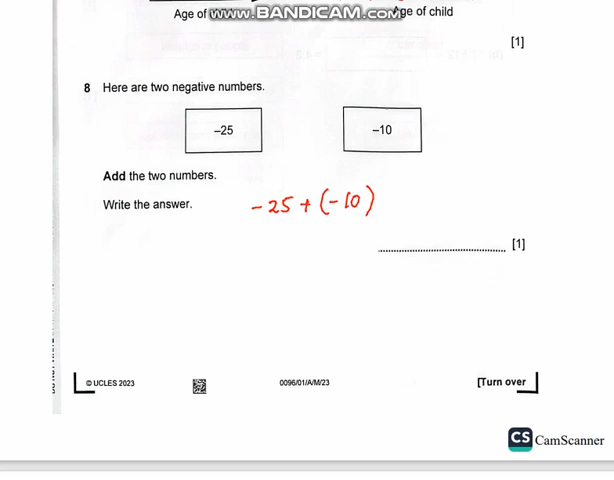 Age of www.BANDICAM.com Age of child
[1]
8 Here are two negative numbers.
–25 –10
Add the two numbers.
Write the answer. -25 + (-10)
[1]
© UCLES 2023 0096/01/A/M/23 [Turn over
CS CamScanner